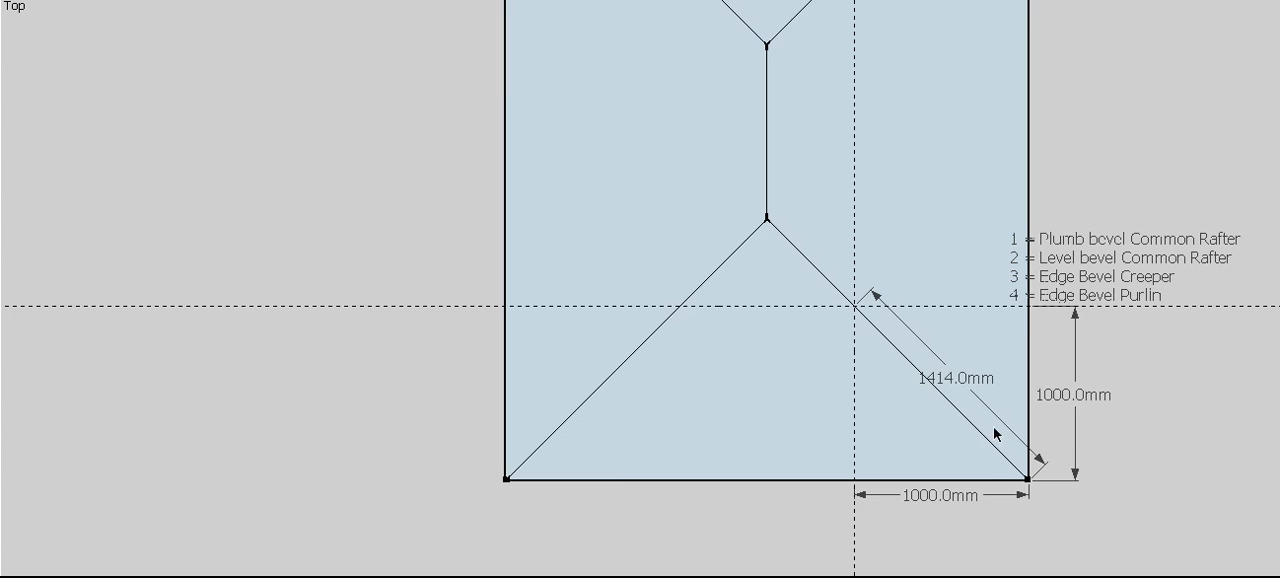 Top
1 = Plumb bevel Common Rafter
2 = Level bevel Common Rafter
3 = Edge Bevel Creeper
4 = Edge Bevel Purlin
1414.0mm
1000.0mm
1000.0mm